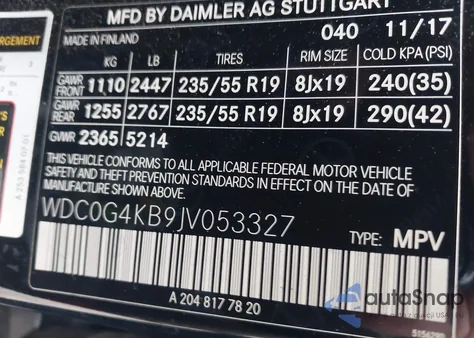 MFD BY DAIMLER AG STUTTGART
MADE IN FINLAND 040 11/17
KG LB TIRES RIM SIZE COLD KPA (PSI)
GAWR FRONT 1110 2447 235/55 R19 8Jx19 240(35)
GAWR REAR 1255 2767 235/55 R19 8Jx19 290(42)
GVWR 2365 5214
THIS VEHICLE CONFORMS TO ALL APPLICABLE FEDERAL MOTOR VEHICLE
SAFETY AND THEFT PREVENTION STANDARDS IN EFFECT ON THE DATE OF
MANUFACTURE SHOWN ABOVE.
WDC0G4KB9JV053327
TYPE: MPV
A 204 817 78 20
autoSnap